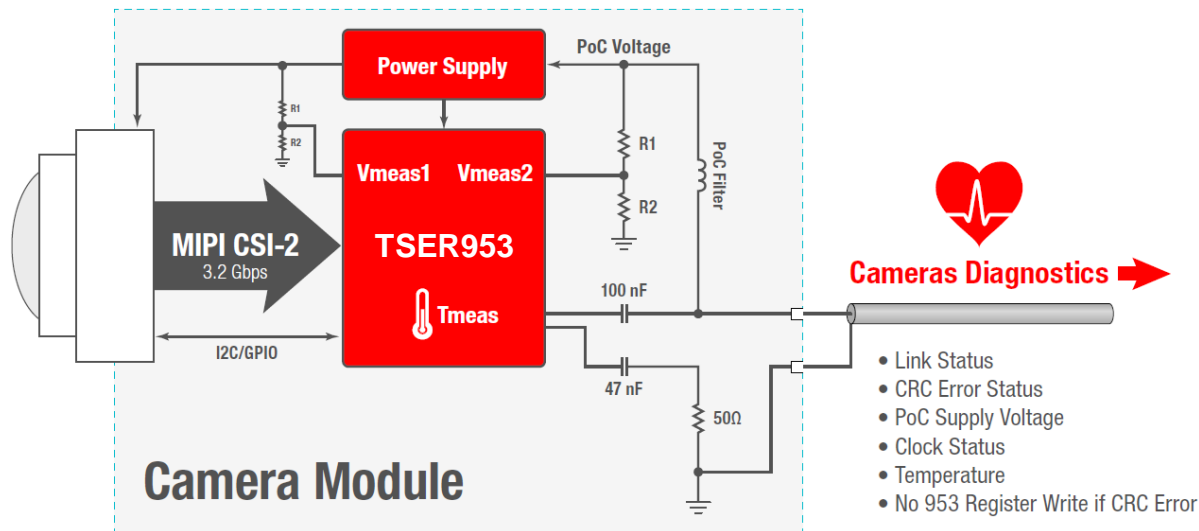 PoC Voltage
Power Supply
R1
R2
R1
R2
PoC Filter
Vmeas1
Vmeas2
MIPI CSI-2
3.2 Gbps
TSER953
Tmeas
I2C/GPIO
100 nF
47 nF
50Ω
Camera Module
Cameras Diagnostics
• Link Status
• CRC Error Status
• PoC Supply Voltage
• Clock Status
• Temperature
• No 953 Register Write if CRC Error